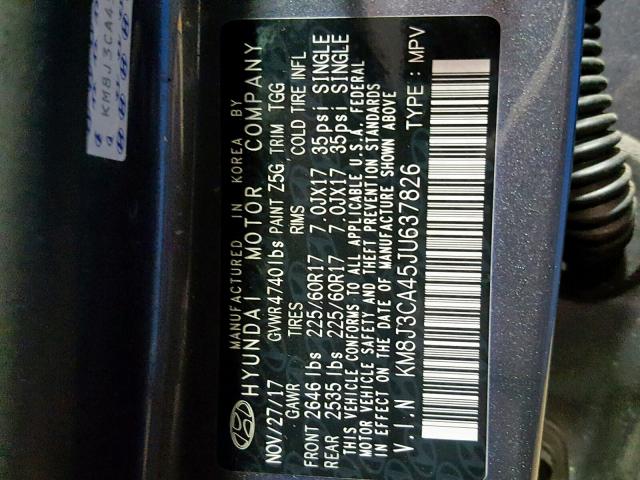 KM8J3CA4
MANUFACTURED IN KOREA BY
HYUNDAI MOTOR COMPANY
NOV/27/17 GVWR4740lbs PAINT Z5G TRIM TGG
GAWR TIRES RIMS COLD TIRE INFL
FRONT 2646 lbs 225/60R17 7.0JX17 35psi SINGLE
REAR 2535 lbs 225/60R17 7.0JX17 35psi SINGLE
THIS VEHICLE CONFORMS TO ALL APPLICABLE U.S.A. FEDERAL
MOTOR VEHICLE SAFETY AND THEFT PREVENTION STANDARDS
IN EFFECT ON THE DATE OF MANUFACTURE SHOWN ABOVE
V.I.N KM8J3CA45JU637826 TYPE : MPV